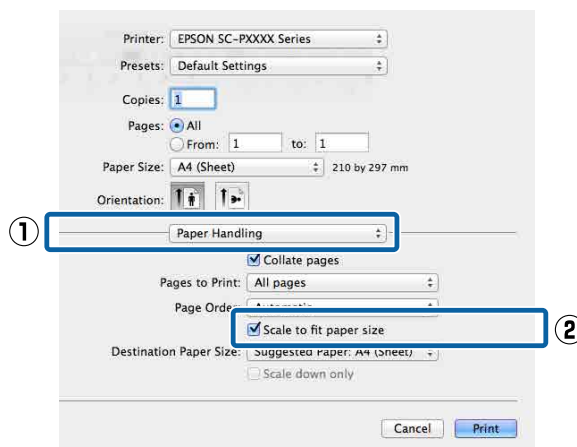 Printer: EPSON SC-PXXXX Series
Presets: Default Settings
Copies: 1
Pages: All
From: 1 to: 1
Paper Size: A4 (Sheet) 210 by 297 mm
Orientation:
① Paper Handling
Collate pages
Pages to Print: All pages
Page Order: Automatic
Scale to fit paper size ②
Destination Paper Size: Suggested Paper: A4 (Sheet)
Scale down only
Cancel Print